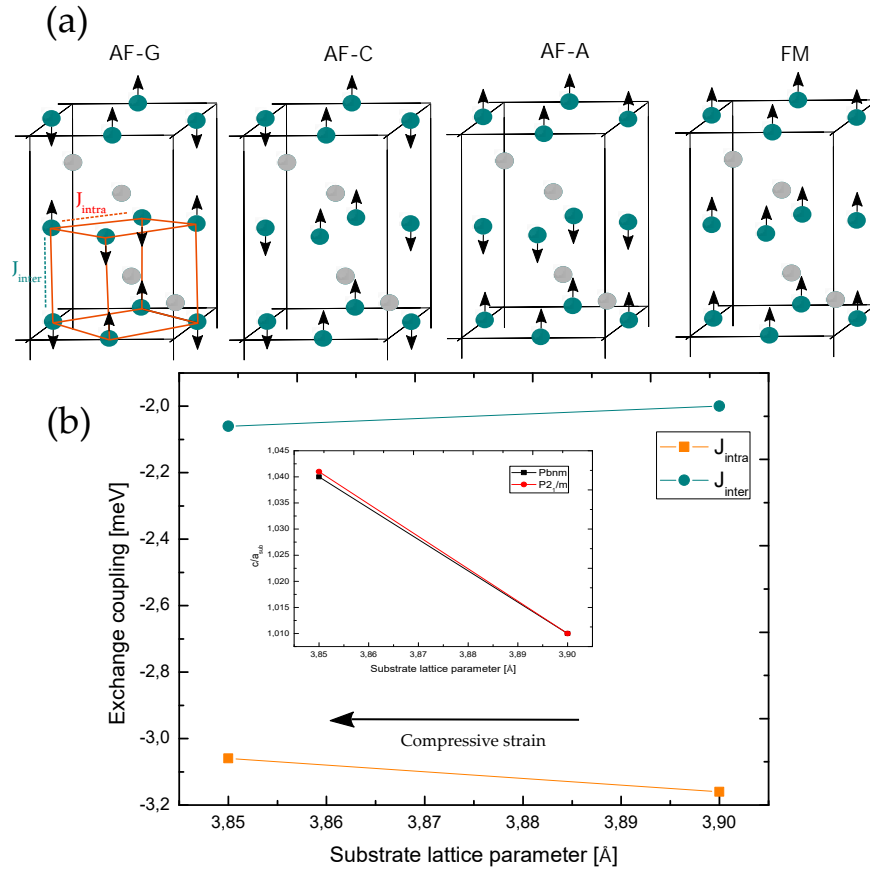 (a)
AF-G
AF-C
AF-A
FM
J_intra
J_inter
(b)
-2,0
-2,2
-2,4
-2,6
-2,8
-3,0
-3,2
Exchange coupling [meV]
J_intra
J_inter
1,045
1,040
1,035
1,030
1,025
1,020
1,015
1,010
c/a_sub
Pbnm
P2_1/m
3,85 3,86 3,87 3,88 3,89 3,90
Substrate lattice parameter [Å]
Compressive strain
3,85 3,86 3,87 3,88 3,89 3,90
Substrate lattice parameter [Å]